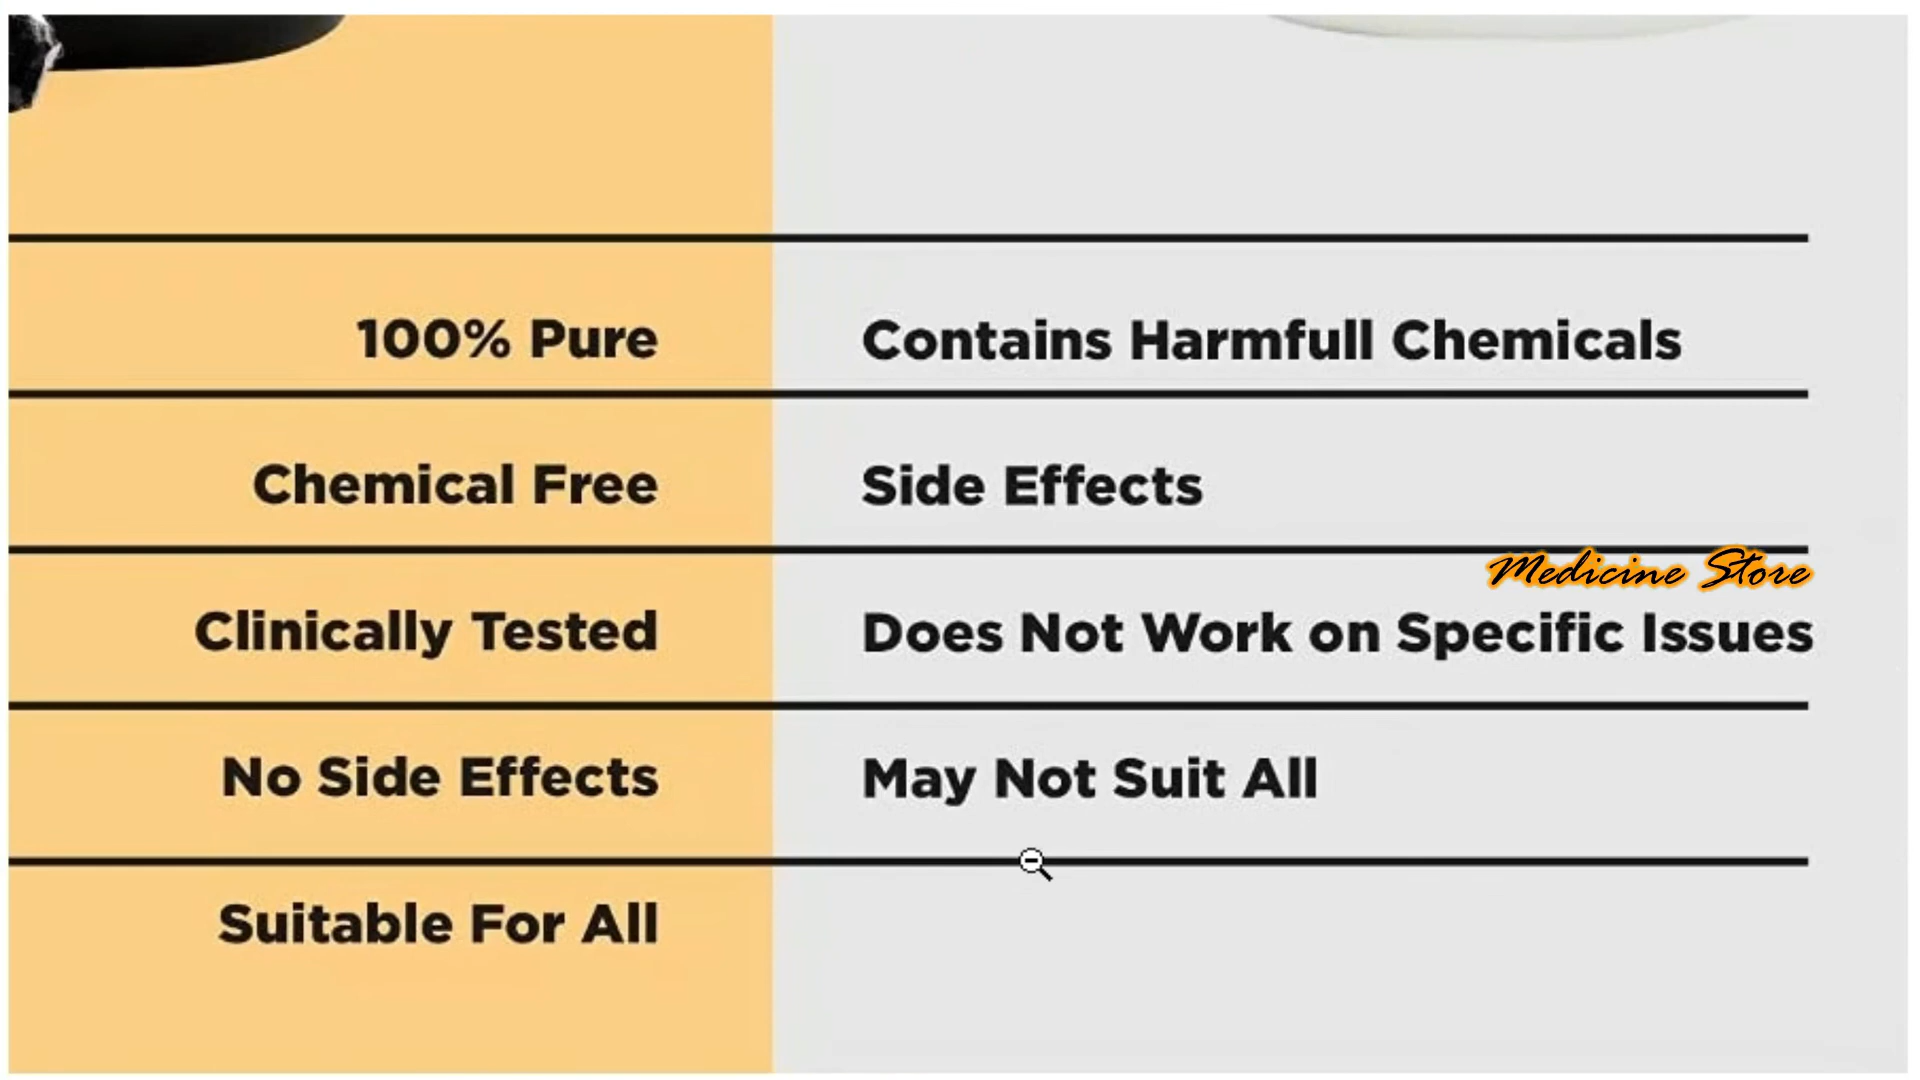 100% Pure
Contains Harmfull Chemicals
Chemical Free
Side Effects
Medicine Store
Clinically Tested
Does Not Work on Specific Issues
No Side Effects
May Not Suit All
Suitable For All